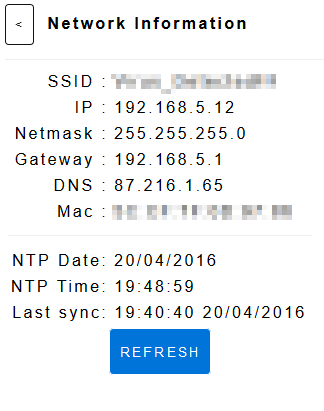 < Network Information
SSID :
IP : 192.168.5.12
Netmask : 255.255.255.0
Gateway : 192.168.5.1
DNS : 87.216.1.65
Mac :
NTP Date: 20/04/2016
NTP Time: 19:48:59
Last sync: 19:40:40 20/04/2016
REFRESH